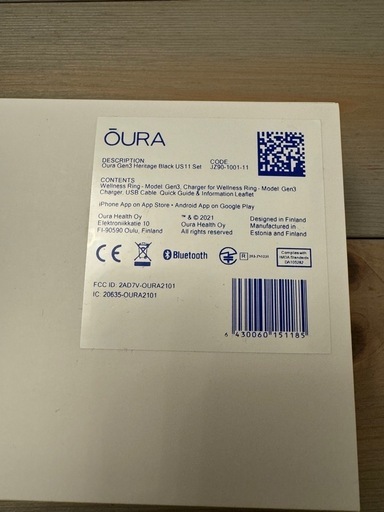 ŌURA
DESCRIPTION
Oura Gen3 Heritage Black US11 Set
CODE
JZ90-1001-11
CONTENTS
Wellness Ring - Model Gen3, Charger for Wellness Ring - Model Gen3
Charger, USB Cable, Quick Guide & Information Leaflet
iPhone App on App Store • Android App on Google Play
Oura Health Oy
Elektroniikkatie 10
FI-90590 Oulu, Finland
™ & © 2021
Oura Health Oy
All rights reserved.
Designed in Finland
Manufactured in
Estonia and Finland
CE
Bluetooth
R
Complies with
IMDA Standards
FCC ID: 2AD7V-OURA2101
IC: 20635-OURA2101
6 430060 151185